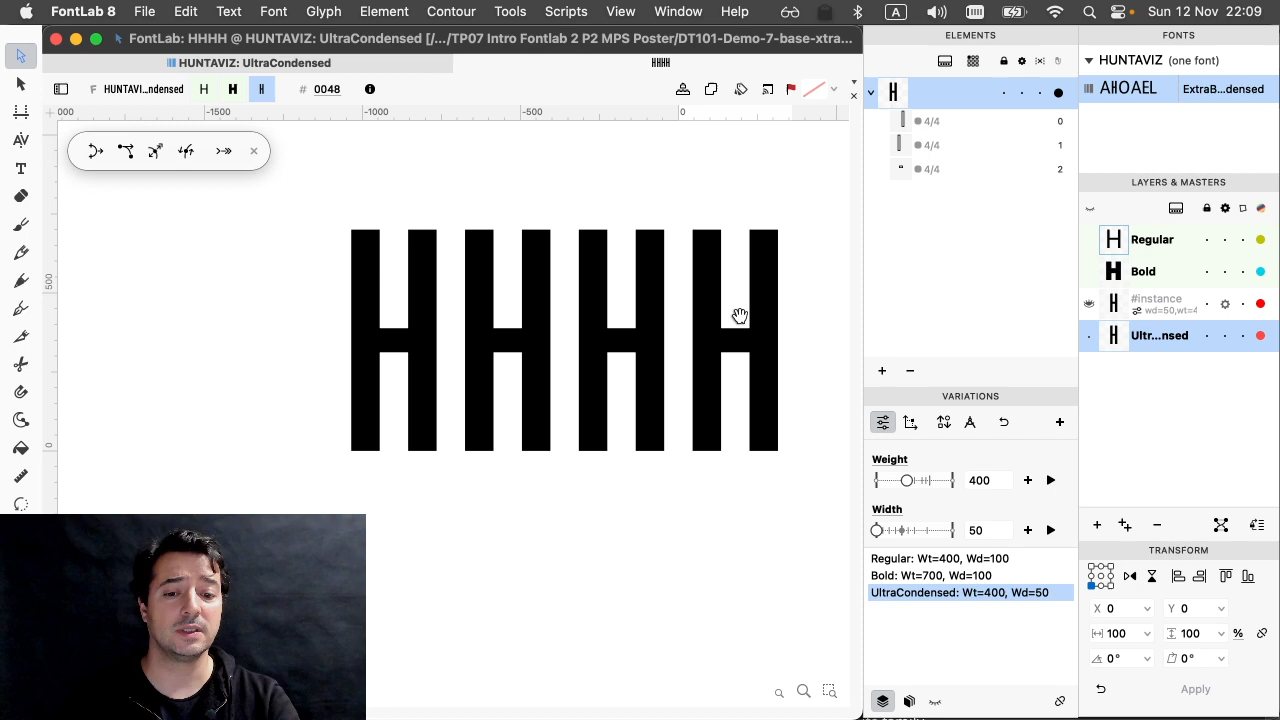 FontLab 8 File Edit Text Font Glyph Element Contour Tools Scripts View Window Help A Sun 12 Nov 22:09
FontLab: HHHH @ HUNTAVIZ: UltraCondensed [/.../TP07 Intro Fontlab 2 P2 MPS Poster/DT101-Demo-7-base-xtra...
HUNTAVIZ: UltraCondensed HHHH
F HUNTAVI...ndensed H H H # 0048
000 -1500 -1000 -500 0
500
0
HHHH
ELEMENTS
H
4/4 0
4/4 1
4/4 2
VARIATIONS
Weight
400
Width
50
Regular: Wt=400, Wd=100
Bold: Wt=700, Wd=100
UltraCondensed: Wt=400, Wd=50
FONTS
HUNTAVIZ (one font)
AHOAEL ExtraB...densed
LAYERS & MASTERS
H Regular
H Bold
H #instance
wd=50,wt=4
H Ultr...nsed
TRANSFORM
X 0 Y 0
100 100 %
0° 0°
Apply